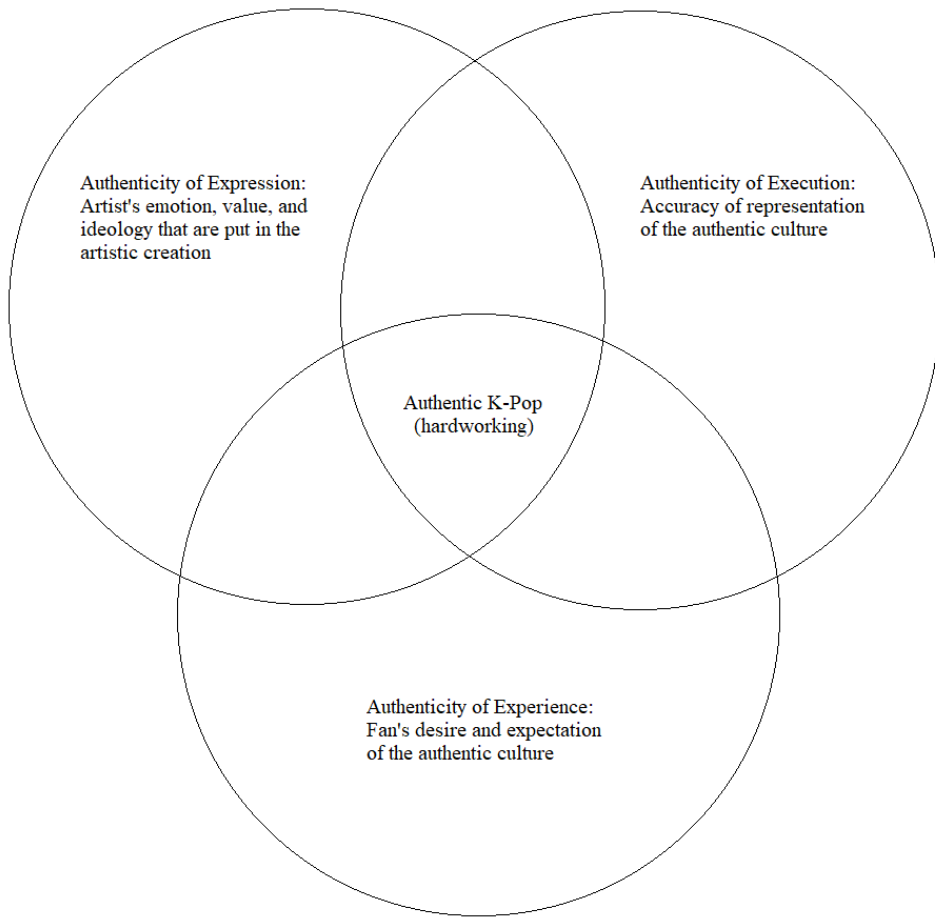 Authenticity of Expression:
Artist's emotion, value, and
ideology that are put in the
artistic creation
Authenticity of Execution:
Accuracy of representation
of the authentic culture
Authentic K-Pop
(hardworking)
Authenticity of Experience:
Fan's desire and expectation
of the authentic culture